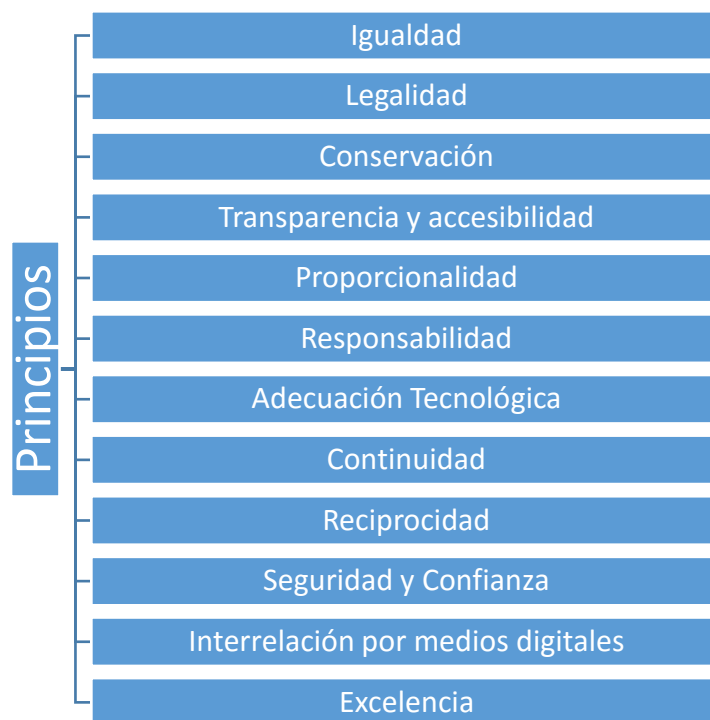 Principios
Igualdad
Legalidad
Conservación
Transparencia y accesibilidad
Proporcionalidad
Responsabilidad
Adecuación Tecnológica
Continuidad
Reciprocidad
Seguridad y Confianza
Interrelación por medios digitales
Excelencia